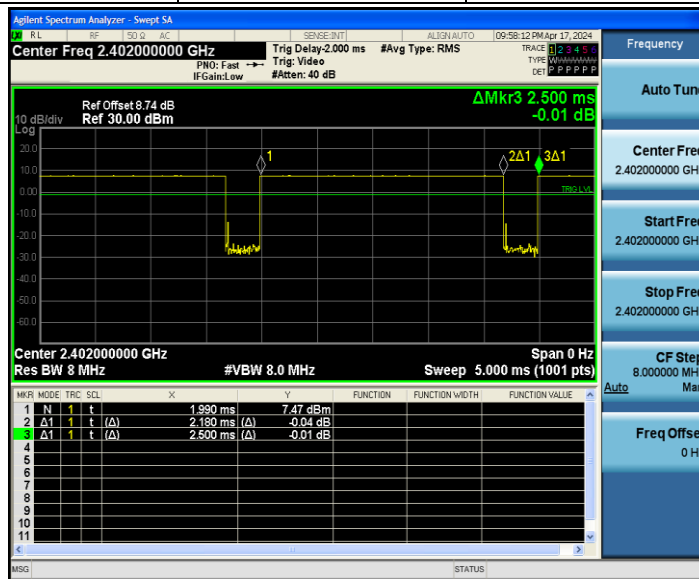 Agilent Spectrum Analyzer - Swept SA
RL RF 50 Ω AC SENSE:INT ALIGN AUTO 09:58:12 PM Apr 17, 2024
Center Freq 2.402000000 GHz
PNO: Fast
IFGain:Low
Trig Delay-2.000 ms
Trig: Video
#Atten: 40 dB
#Avg Type: RMS
TRACE 1 2 3 4 5 6
TYPE
DET P P P P P P
ΔMkr3 2.500 ms
-0.01 dB
Ref Offset 8.74 dB
10 dB/div Ref 30.00 dBm
Log
20.0
10.0
0.00
-10.0
-20.0
-30.0
-40.0
-50.0
-60.0
1
2Δ1
3Δ1
TRIG LVL
Center 2.402000000 GHz Span 0 Hz
Res BW 8 MHz #VBW 8.0 MHz Sweep 5.000 ms (1001 pts)
MKR MODE TRC SCL X Y FUNCTION FUNCTION WIDTH FUNCTION VALUE
1 N 1 t 1.990 ms 7.47 dBm
2 Δ1 1 t (Δ) 2.180 ms (Δ) -0.04 dB
3 Δ1 1 t (Δ) 2.500 ms (Δ) -0.01 dB
4
5
6
7
8
9
10
11
MSG STATUS
Frequency
Auto Tun
Center Fre
2.402000000 GH
Start Fre
2.402000000 GH
Stop Fre
2.402000000 GH
CF Step
8.000000 MH
Auto Ma
Freq Offse
0 H